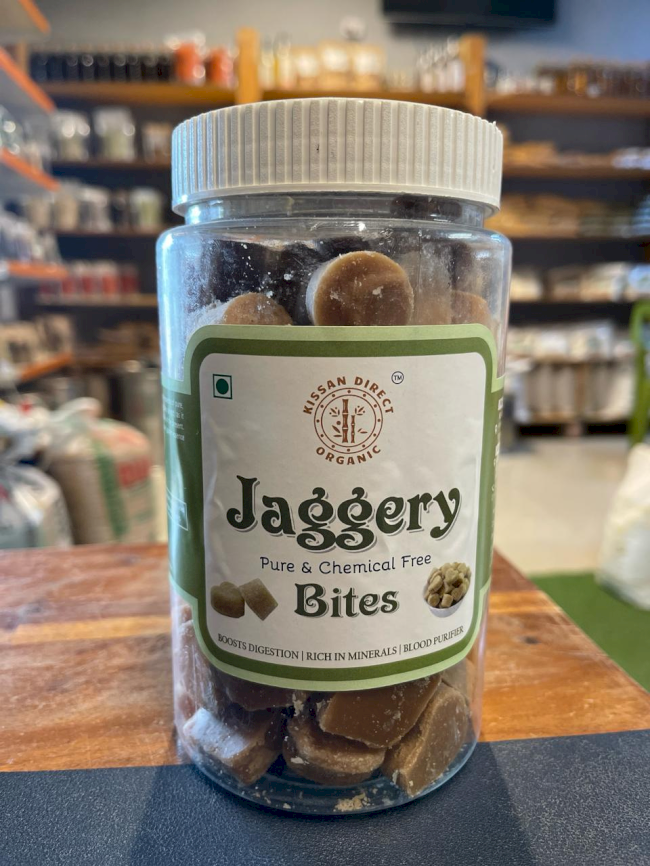 KISSAN DIRECT
TM
ORGANIC
Jaggery
Pure & Chemical Free
Bites
BOOSTS DIGESTION | RICH IN MINERALS | BLOOD PURIFIER